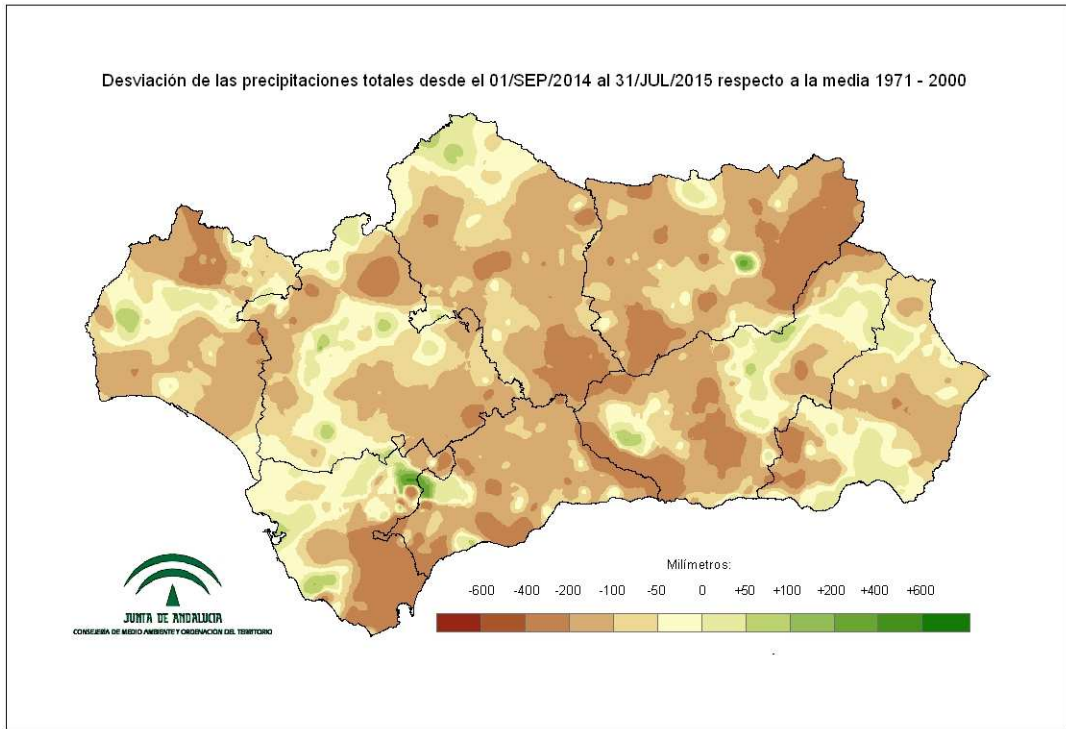 Desviación de las precipitaciones totales desde el 01/SEP/2014 al 31/JUL/2015 respecto a la media 1971 - 2000
Milímetros:
-600 -400 -200 -100 -50 0 +50 +100 +200 +400 +600
JUNTA DE ANDALUCIA
CONSEJERÍA DE MEDIO AMBIENTE Y ORDENACIÓN DEL TERRITORIO